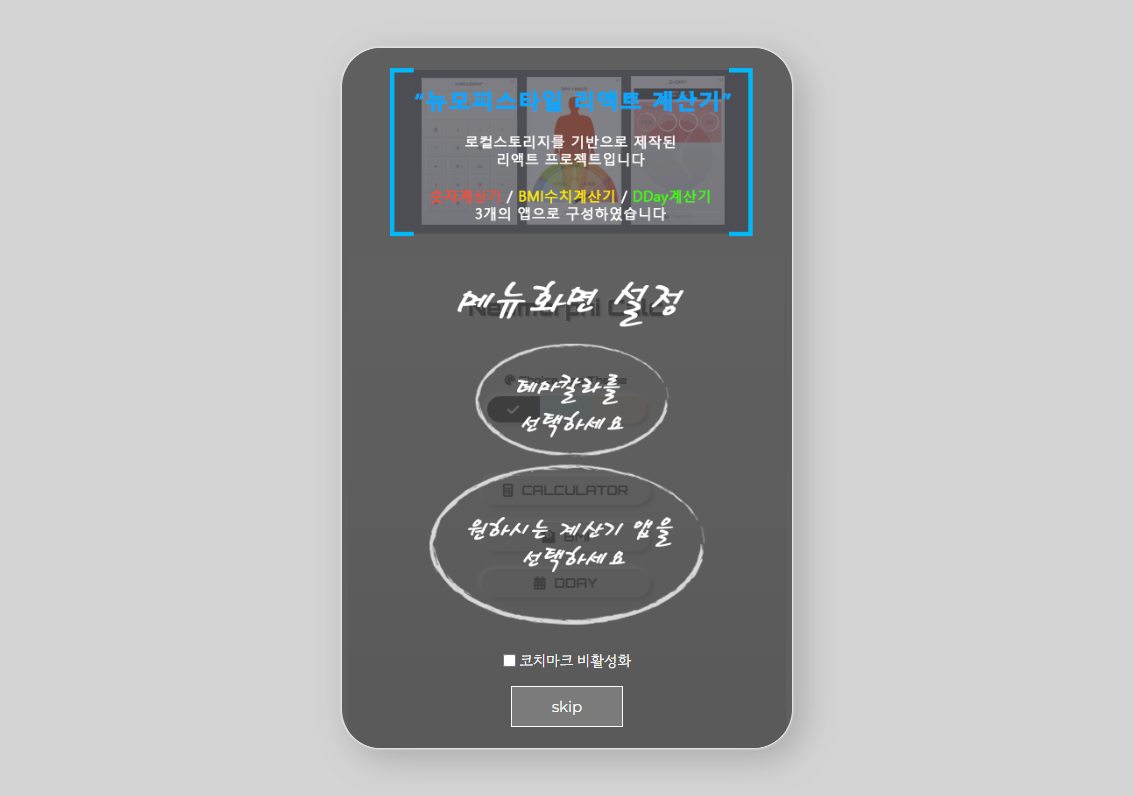 “뉴모피스타일 리액트 계산기”
로컬스토리지를 기반으로 제작된
리액트 프로젝트입니다
숫자계산기 / BMI수치계산기 / DDay계산기
3개의 앱으로 구성하였습니다
메뉴화면 설정
테마칼라를
선택하세요
CALCULATOR
원하시는 계산기 앱을
BMI
선택하세요
DDAY
코치마크 비활성화
skip